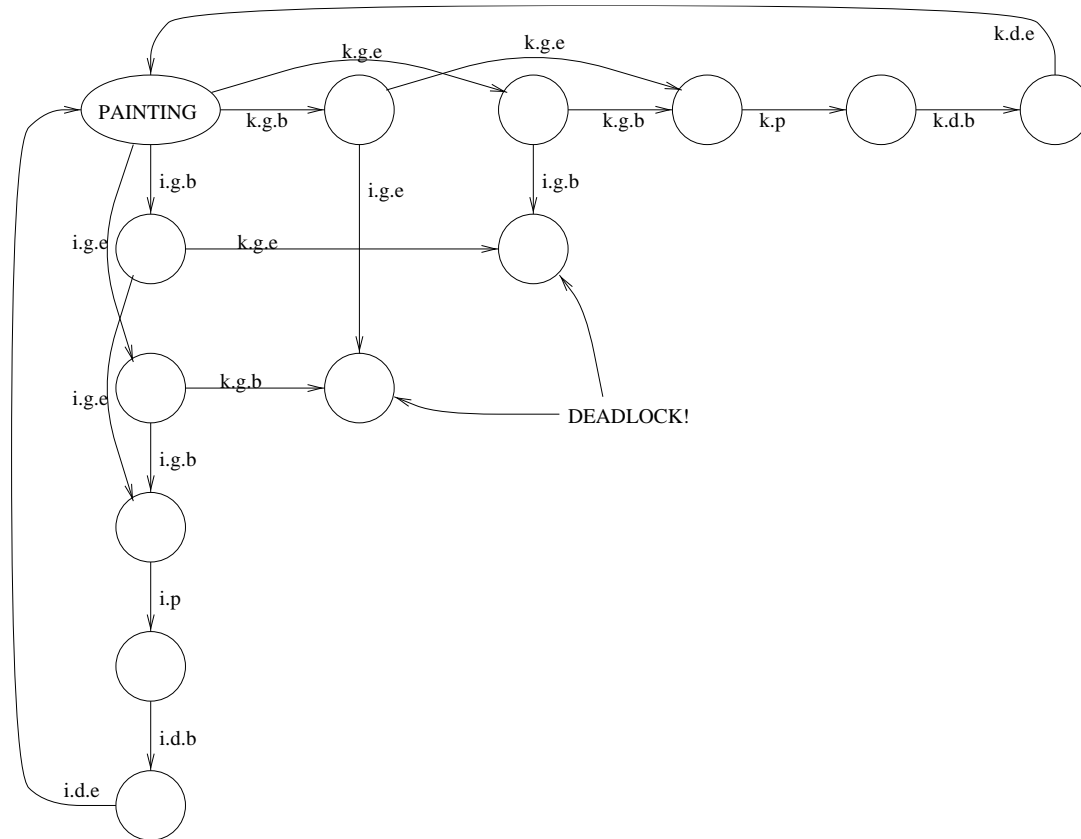 k.d.e
k.g.e
k.g.e
PAINTING
k.g.b
k.g.b
k.p
k.d.b
i.g.b
i.g.e
i.g.b
i.g.e
k.g.e
k.g.b
i.g.e
DEADLOCK!
i.g.b
i.p
i.d.b
i.d.e